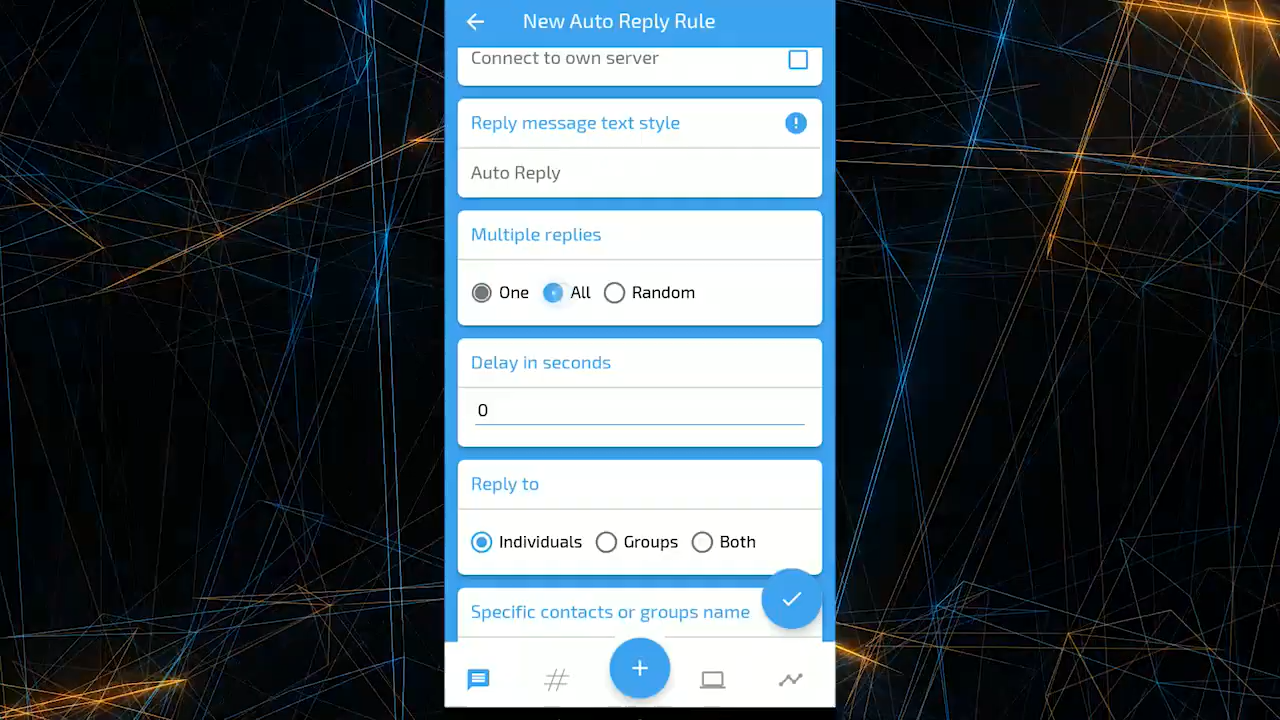 New Auto Reply Rule
Connect to own server
Reply message text style
Auto Reply
Multiple replies
One All Random
Delay in seconds
0
Reply to
Individuals Groups Both
Specific contacts or groups name